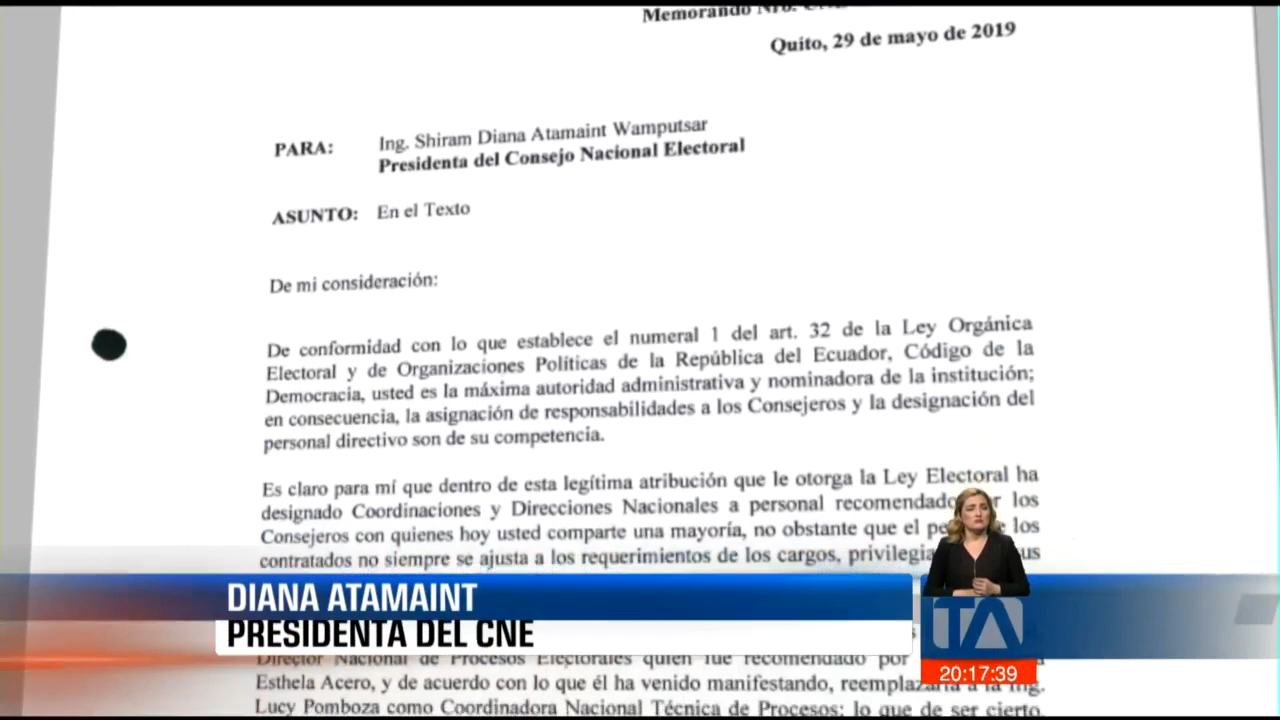 Memorando Nro.
Quito, 29 de mayo de 2019
PARA: Ing. Shiram Diana Atamaint Wamputsar
Presidenta del Consejo Nacional Electoral
ASUNTO: En el Texto
De mi consideración:
De conformidad con lo que establece el numeral 1 del art. 32 de la Ley Orgánica
Electoral y de Organizaciones Políticas de la República del Ecuador, Código de la
Democracia, usted es la máxima autoridad administrativa y nominadora de la institución;
en consecuencia, la asignación de responsabilidades a los Consejeros y la designación del
personal directivo son de su competencia.
Es claro para mí que dentro de esta legítima atribución que le otorga la Ley Electoral ha
designado Coordinaciones y Direcciones Nacionales a personal recomendado los
Consejeros con quienes hoy usted comparte una mayoría, no obstante que el los
contratados no siempre se ajusta a los requerimientos de los cargos,
DIANA ATAMAINT
PRESIDENTA DEL CNE
TA
20:17:39
Director Nacional de Procesos Electorales quien fue recomendado por
Esthela Acero, y de acuerdo con lo que él ha venido manifestando, a la Ing.
Lucy Pomboza como Coordinadora Nacional Técnica de Procesos; lo que de ser cierto